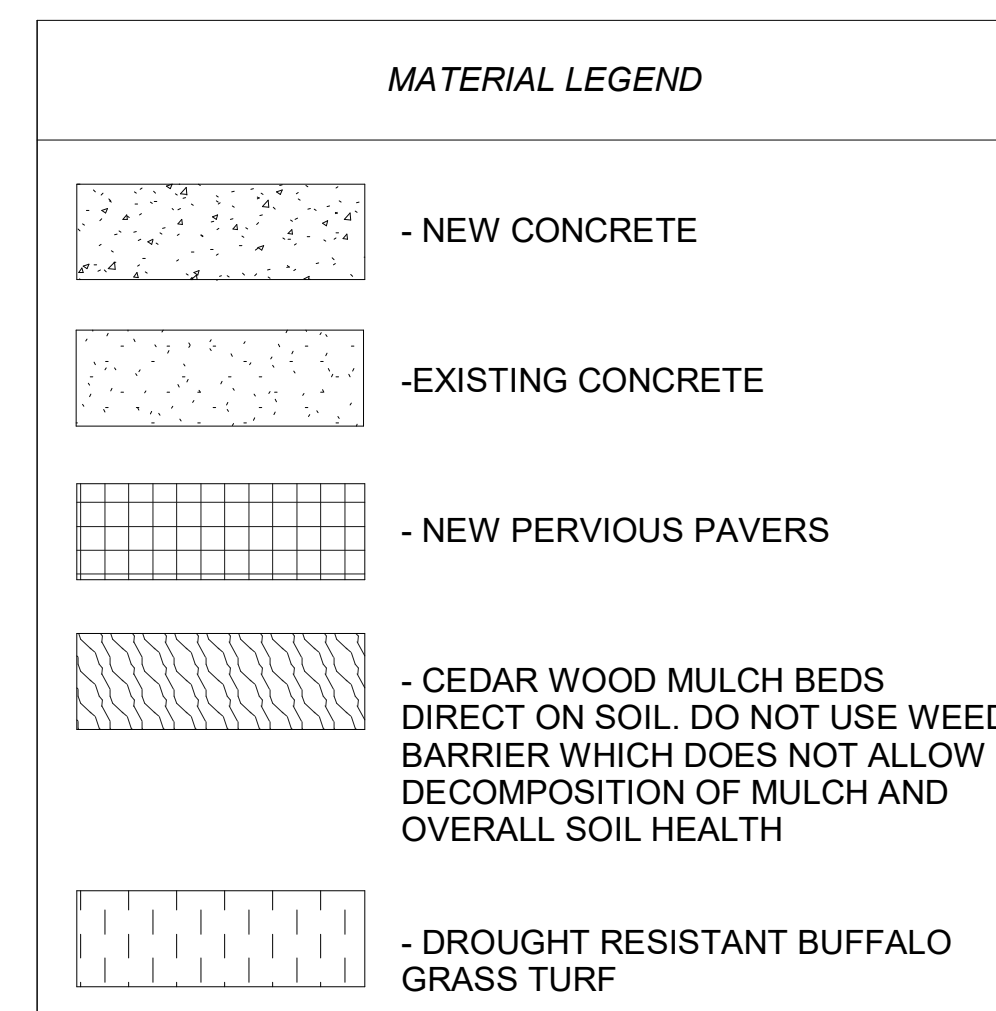 MATERIAL LEGEND
- NEW CONCRETE
-EXISTING CONCRETE
- NEW PERVIOUS PAVERS
- CEDAR WOOD MULCH BEDS
DIRECT ON SOIL. DO NOT USE WEED
BARRIER WHICH DOES NOT ALLOW
DECOMPOSITION OF MULCH AND
OVERALL SOIL HEALTH
- DROUGHT RESISTANT BUFFALO
GRASS TURF